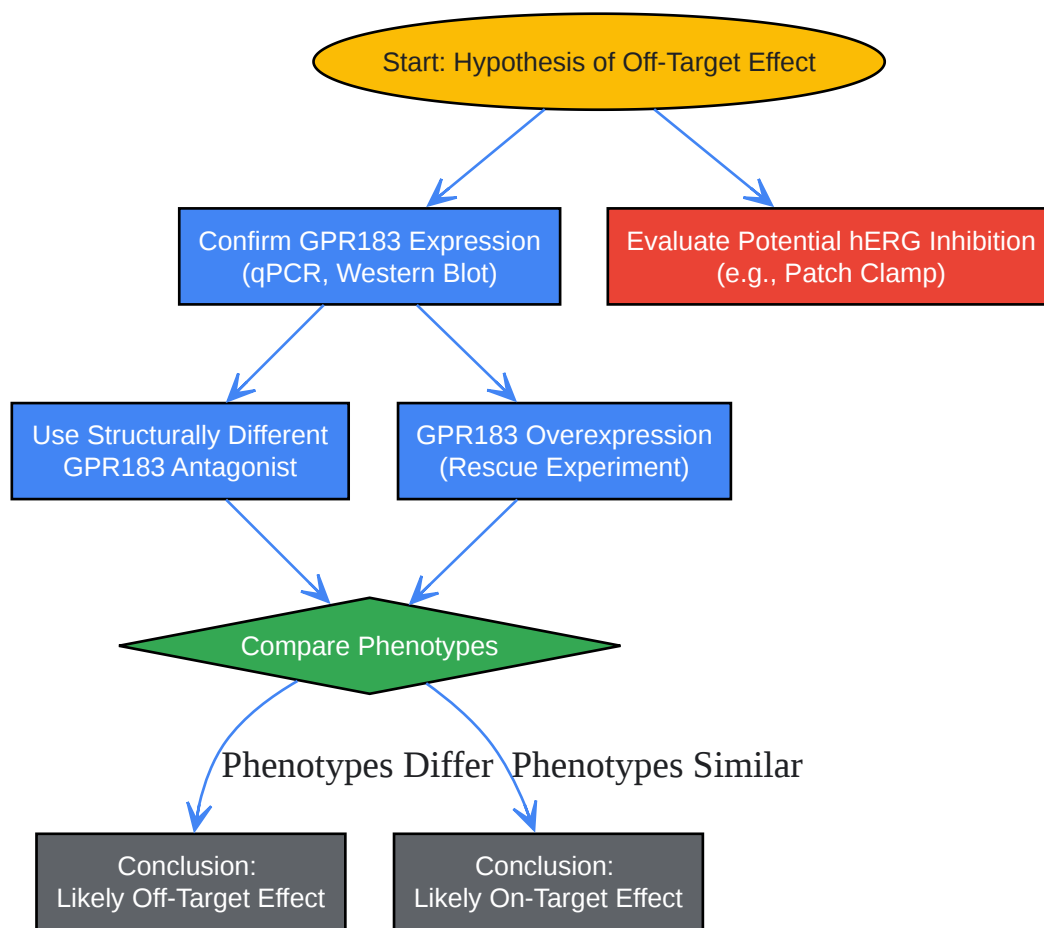 Start: Hypothesis of Off-Target Effect
Confirm GPR183 Expression
(qPCR, Western Blot)
Evaluate Potential hERG Inhibition
(e.g., Patch Clamp)
Use Structurally Different
GPR183 Antagonist
GPR183 Overexpression
(Rescue Experiment)
Compare Phenotypes
Phenotypes Differ
Phenotypes Similar
Conclusion:
Likely Off-Target Effect
Conclusion:
Likely On-Target Effect